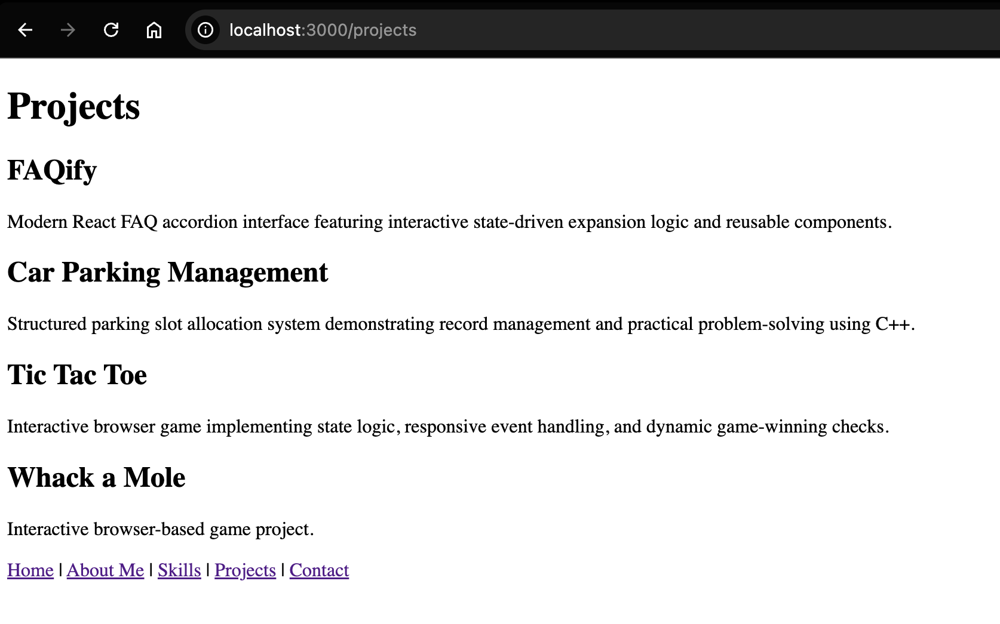 localhost:3000/projects
Projects
FAQify
Modern React FAQ accordion interface featuring interactive state-driven expansion logic and reusable components.
Car Parking Management
Structured parking slot allocation system demonstrating record management and practical problem-solving using C++.
Tic Tac Toe
Interactive browser game implementing state logic, responsive event handling, and dynamic game-winning checks.
Whack a Mole
Interactive browser-based game project.
Home | About Me | Skills | Projects | Contact